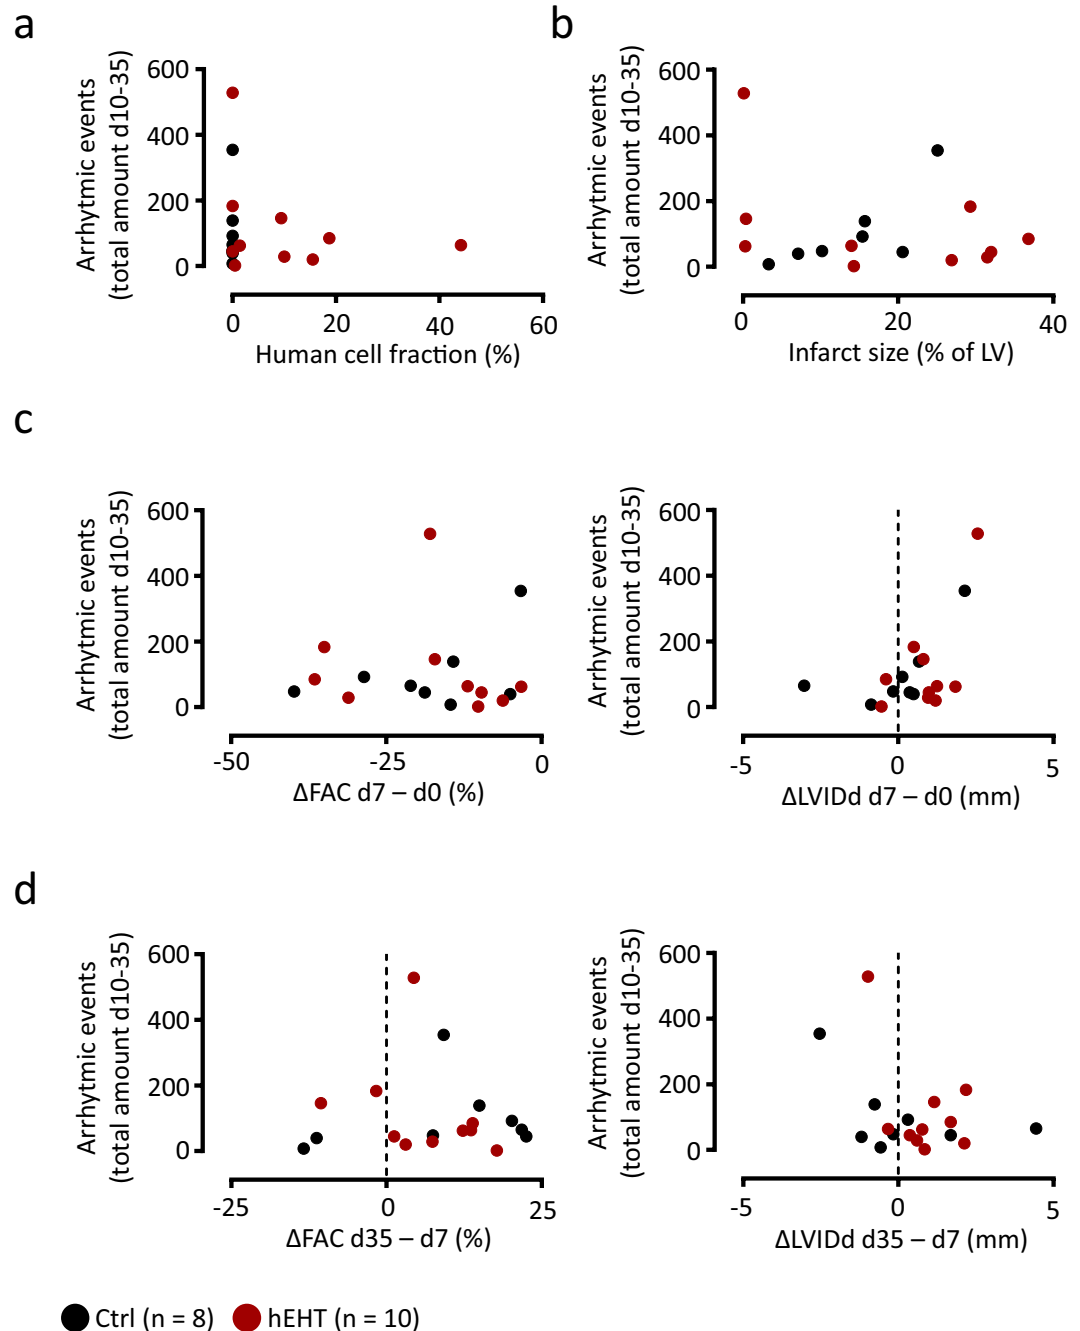 a
Arrhytmic events
(total amount d10-35)
600
400
200
0
0 20 40 60
Human cell fraction (%)
b
Arrhytmic events
(total amount d10-35)
600
400
200
0
0 20 40
Infarct size (% of LV)
c
Arrhytmic events
(total amount d10-35)
600
400
200
0
-50 -25 0
ΔFAC d7 – d0 (%)
Arrhytmic events
(total amount d10-35)
600
400
200
0
-5 0 5
ΔLVIDd d7 – d0 (mm)
d
Arrhytmic events
(total amount d10-35)
600
400
200
0
-25 0 25
ΔFAC d35 – d7 (%)
Arrhytmic events
(total amount d10-35)
600
400
200
0
-5 0 5
ΔLVIDd d35 – d7 (mm)
Ctrl (n = 8) hEHT (n = 10)